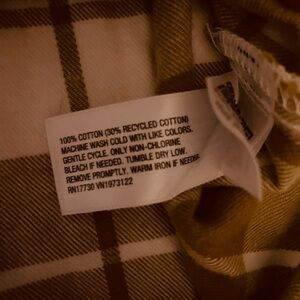 100% COTTON (30% RECYCLED COTTON)
MACHINE WASH COLD WITH LIKE COLORS.
GENTLE CYCLE. ONLY NON-CHLORINE
BLEACH IF NEEDED. TUMBLE DRY LOW.
REMOVE PROMPTLY. WARM IRON IF NEEDED.
RN17730 VN1973122